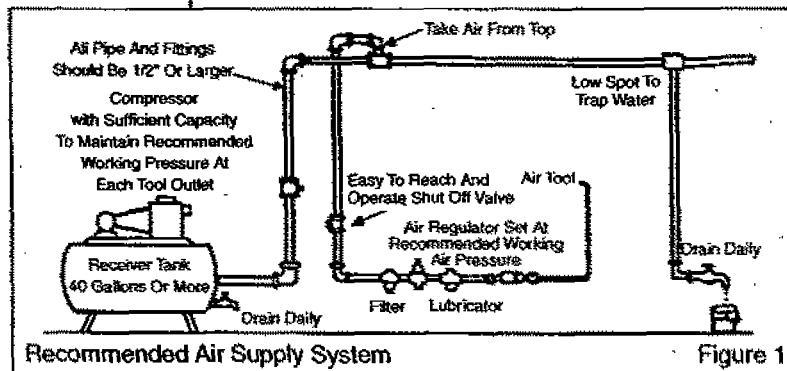 Take Air From Top
All Pipe And Fittings
Should Be 1/2" Or Larger
Compressor
with Sufficient Capacity
To Maintain Recommended
Working Pressure At
Each Tool Outlet
Low Spot To
Trap Water
Easy To Reach And
Operate Shut Off Valve
Air Tool
Air Regulator Set At
Recommended Working
Air Pressure
Drain Daily
Receiver Tank
40 Gallons Or More
Drain Daily
Filter
Lubricator
Recommended Air Supply System
Figure 1